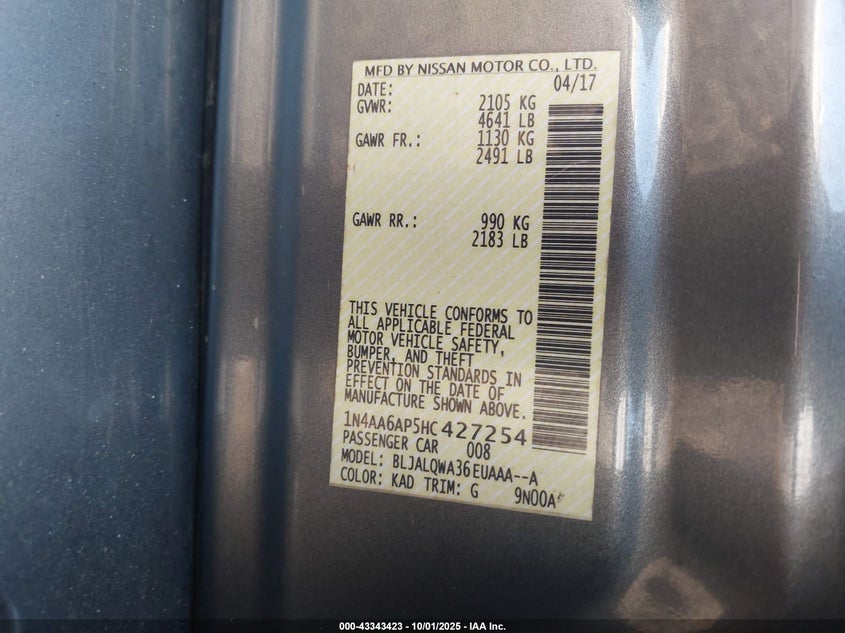 MFD BY NISSAN MOTOR CO., LTD.
DATE: 04/17
GVWR: 2105 KG
4641 LB
GAWR FR.: 1130 KG
2491 LB
GAWR RR.: 990 KG
2183 LB
THIS VEHICLE CONFORMS TO
ALL APPLICABLE FEDERAL
MOTOR VEHICLE SAFETY,
BUMPER, AND THEFT
PREVENTION STANDARDS IN
EFFECT ON THE DATE OF
MANUFACTURE SHOWN ABOVE.
1N4AA6AP5HC427254
PASSENGER CAR 008
MODEL: BLJALQWA36EUAAA--A
COLOR: KAD TRIM: G 9N00A
000-43343423 - 10/01/2025 - IAA Inc.